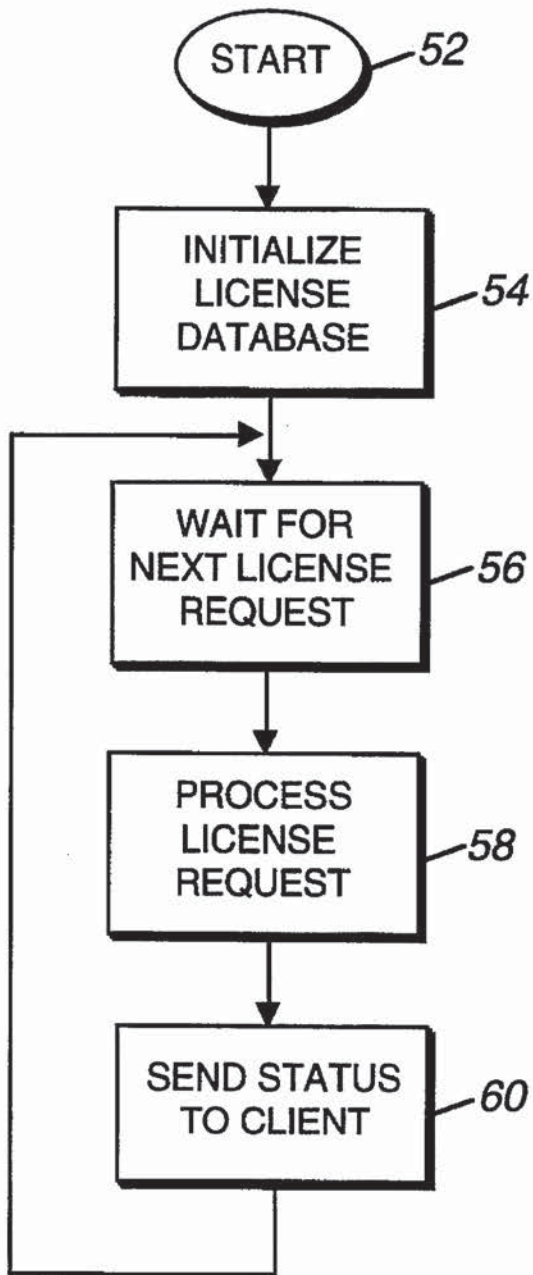 START
52
INITIALIZE
LICENSE
DATABASE
54
WAIT FOR
NEXT LICENSE
REQUEST
56
PROCESS
LICENSE
REQUEST
58
SEND STATUS
TO CLIENT
60